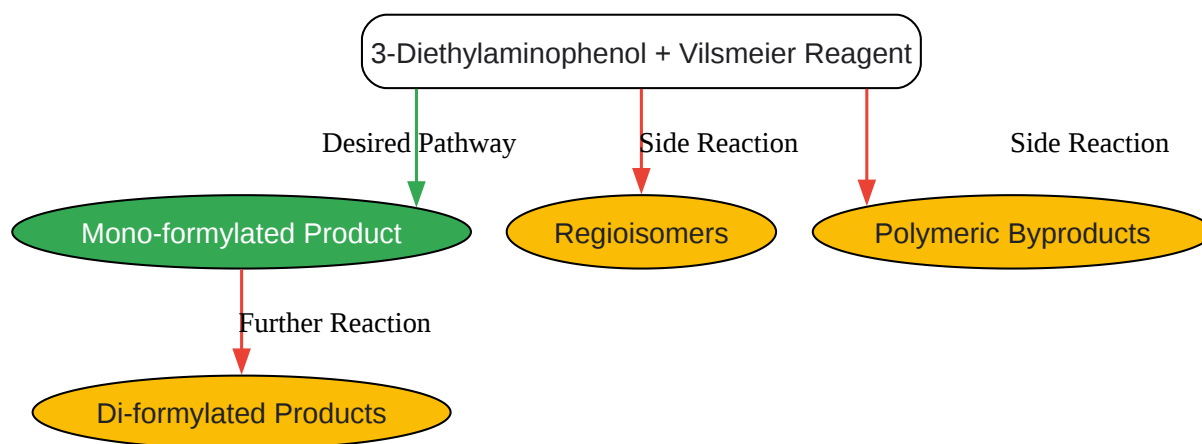 3-Diethylaminophenol + Vilsmeier Reagent
Desired Pathway
Side Reaction
Side Reaction
Mono-formylated Product
Regioisomers
Polymeric Byproducts
Further Reaction
Di-formylated Products